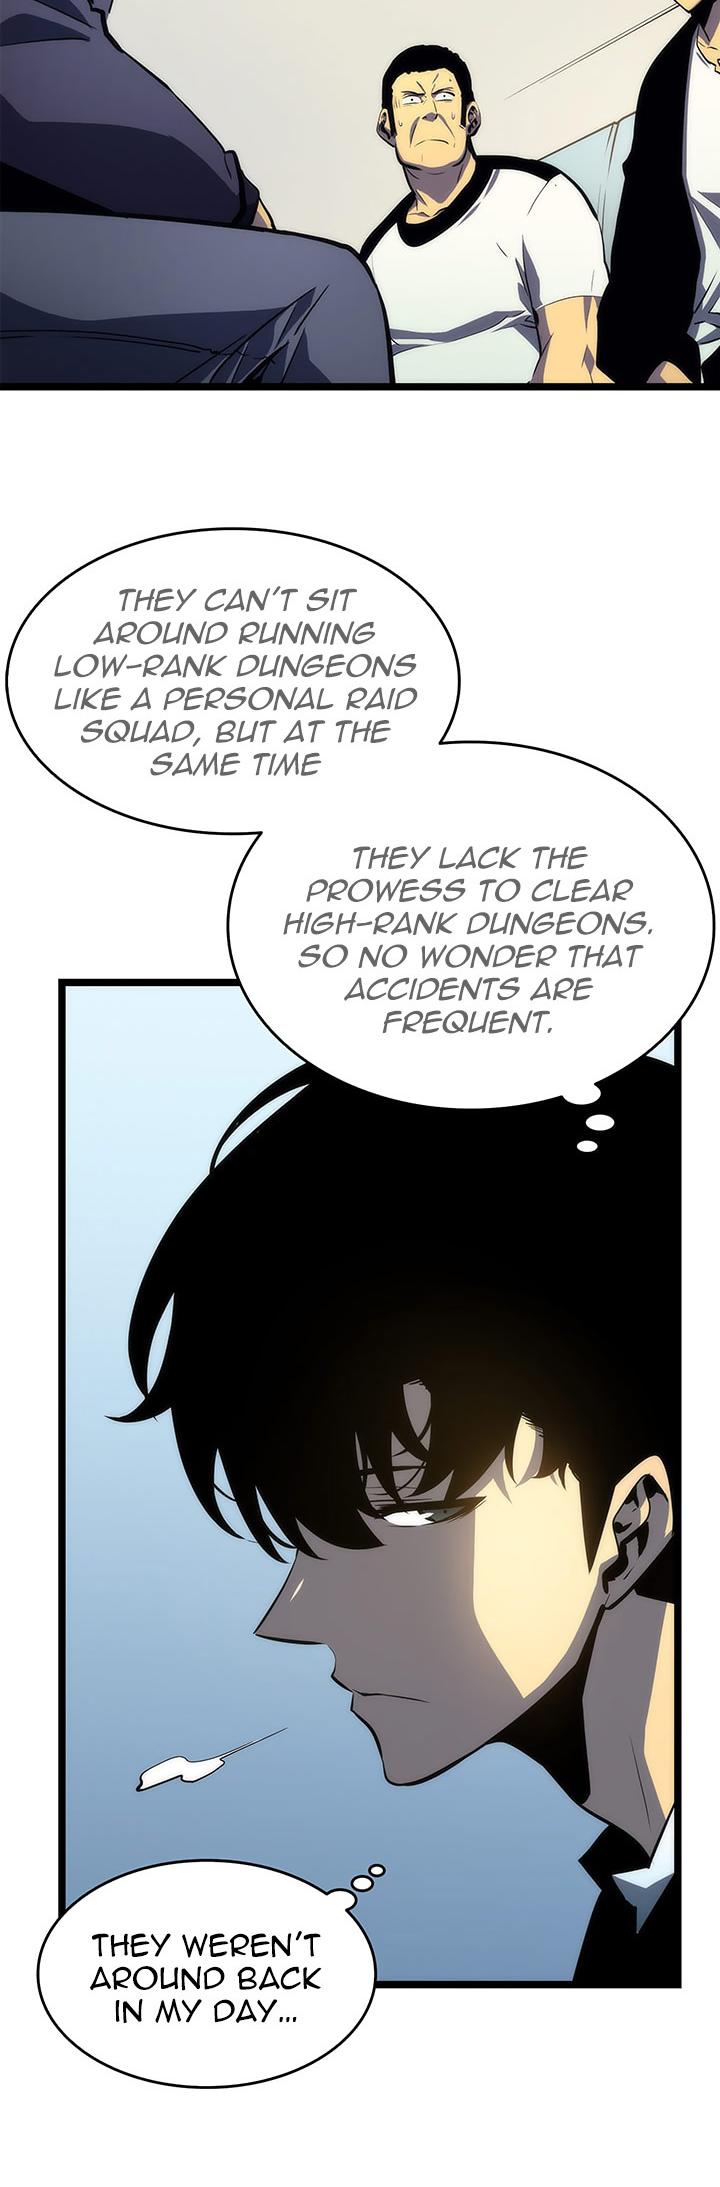 THEY CAN'T SIT
AROUND RUNNING
LOW-RANK DUNGEONS
LIKE A PERSONAL RAID
SQUAD, BUT AT THE
SAME TIME
THEY LACK THE
PROWESS TO CLEAR
HIGH-RANK DUNGEONS.
SO NO WONDER THAT
ACCIDENTS ARE
FREQUENT.
THEY WEREN'T
AROUND BACK
IN MY DAY...